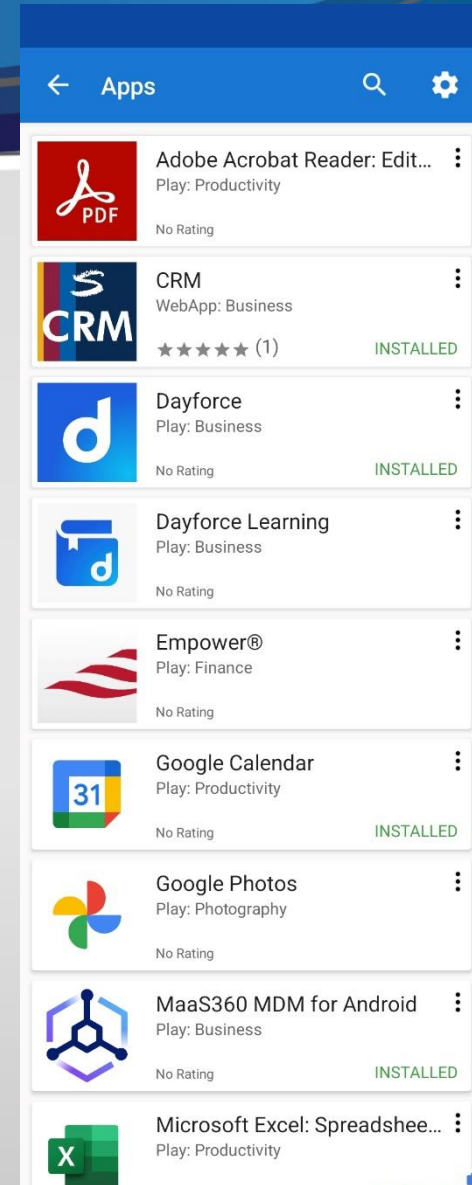 Apps
Adobe Acrobat Reader: Edit...
Play: Productivity
PDF
No Rating
CRM
WebApp: Business
S
CRM
(1)
INSTALLED
Dayforce
Play: Business
d
No Rating
INSTALLED
Dayforce Learning
Play: Business
d
No Rating
Empower®
Play: Finance
No Rating
Google Calendar
Play: Productivity
31
No Rating
INSTALLED
Google Photos
Play: Photography
No Rating
MaaS360 MDM for Android
Play: Business
No Rating
INSTALLED
Microsoft Excel: Spreadshee...
Play: Productivity
X